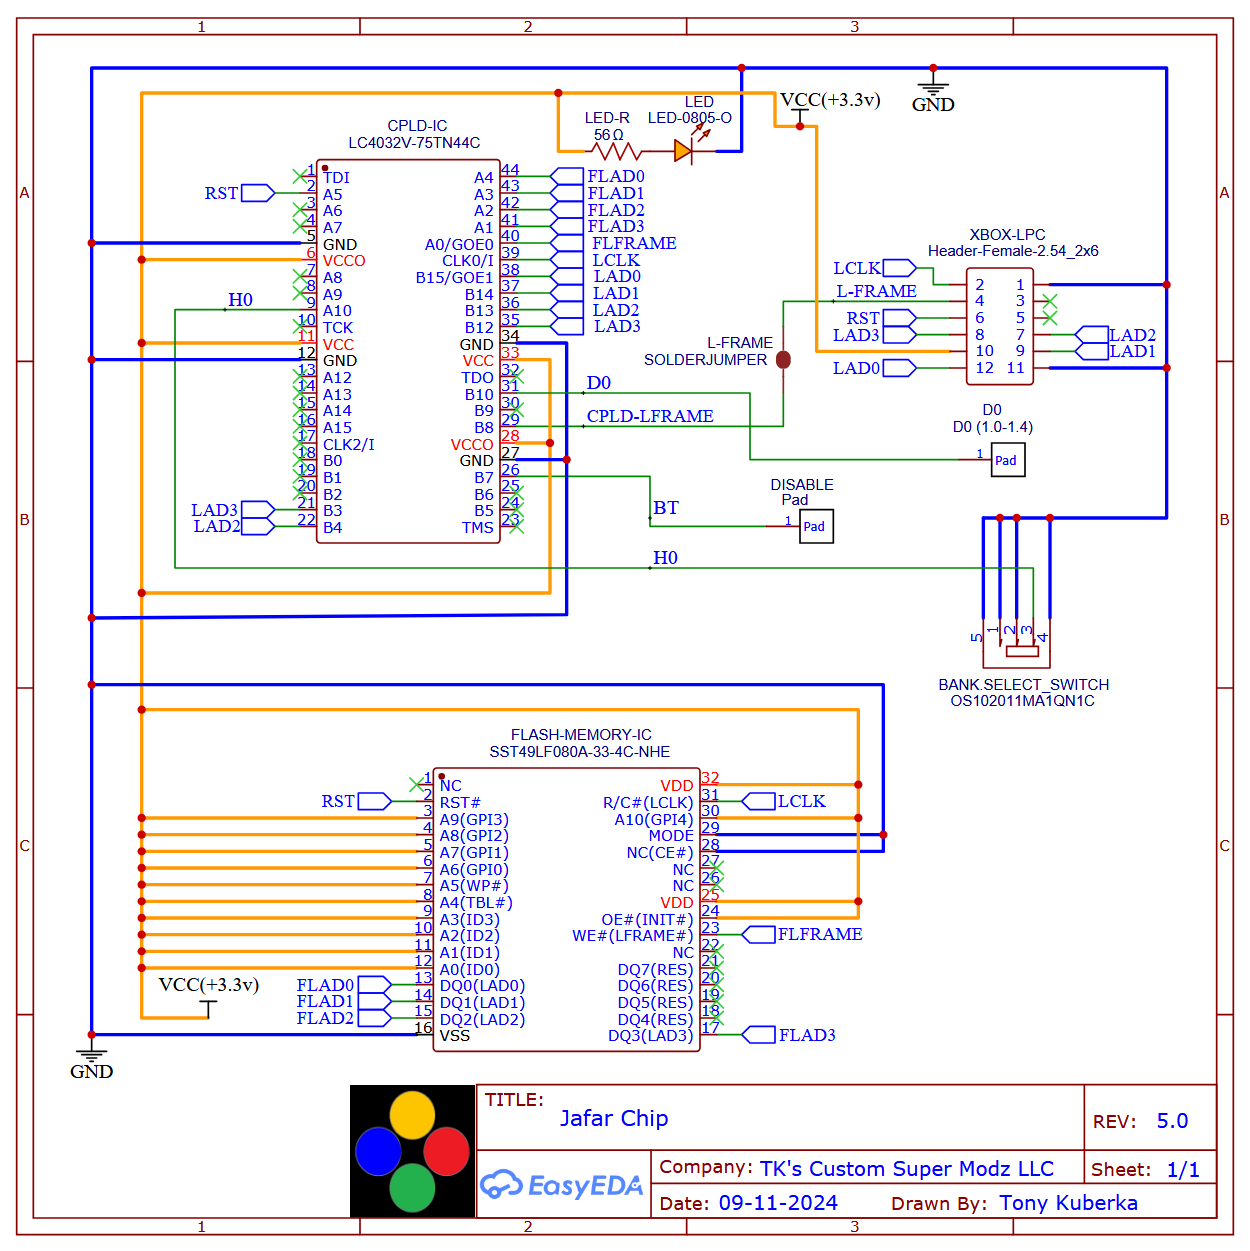 1 2 3
A
B
C
A
B
C
1 2 3
GND
VCC(+3.3v)
LED
LED-0805-O
LED-R
56Ω
CPLD-IC
LC4032V-75TN44C
RST
1 TDI
2 A5
3 A6
4 A7
5 GND
6 VCCO
7 A8
8 A9
9 A10
10 TCK
11 VCC
12 GND
13 A12
14 A13
15 A14
16 A15
17 CLK2/I
18 B0
19 B1
20 B2
21 B3
22 B4
LAD3
LAD2
H0
A4 44 FLAD0
A3 43 FLAD1
A2 42 FLAD2
A1 41 FLAD3
A0/GOE0 40 FLFRAME
CLK0/I 39 LCLK
B15/GOE1 38 LAD0
B14 37 LAD1
B13 36 LAD2
B12 35 LAD3
GND 34
VCC 33
TDO 32
B10 31
B9 30
B8 29
VCCO 28
GND 27
B7 26
B6 25
B5 24
TMS 23
D0
CPLD-LFRAME
BT
H0
L-FRAME
SOLDERJUMPER
XBOX-LPC
Header-Female-2.54_2x6
LCLK
L-FRAME
RST
LAD3
LAD0
2 1
4 3
6 5
8 7
10 9
12 11
LAD2
LAD1
D0
D0 (1.0-1.4)
1 Pad
DISABLE
Pad
1 Pad
5 1 2 3 4
BANK.SELECT_SWITCH
OS102011MA1QN1C
FLASH-MEMORY-IC
SST49LF080A-33-4C-NHE
RST
1 NC
2 RST#
3 A9(GPI3)
4 A8(GPI2)
5 A7(GPI1)
6 A6(GPI0)
7 A5(WP#)
8 A4(TBL#)
9 A3(ID3)
10 A2(ID2)
11 A1(ID1)
12 A0(ID0)
13 DQ0(LAD0)
14 DQ1(LAD1)
15 DQ2(LAD2)
16 VSS
FLAD0
FLAD1
FLAD2
VCC(+3.3v)
GND
VDD 32
R/C#(LCLK) 31 LCLK
A10(GPI4) 30
MODE 29
NC(CE#) 28
NC 27
NC 26
VDD 25
OE#(INIT#) 24
WE#(LFRAME#) 23 FLFRAME
NC 22
DQ7(RES) 21
DQ6(RES) 20
DQ5(RES) 19
DQ4(RES) 18
DQ3(LAD3) 17 FLAD3
TITLE:
Jafar Chip
REV: 5.0
EasyEDA
Company: TK's Custom Super Modz LLC
Sheet: 1/1
Date: 09-11-2024
Drawn By: Tony Kuberka